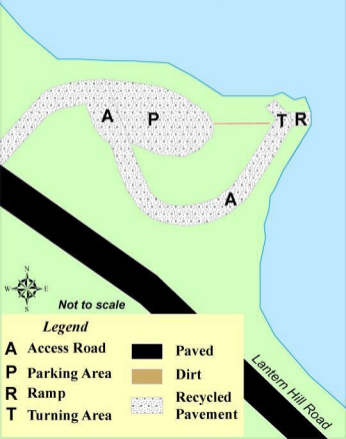 A P T R
A
N
W E
S
Not to scale
Legend
A Access Road
P Parking Area
R Ramp
T Turning Area
Paved
Dirt
Recycled
Pavement
Lantern Hill Road